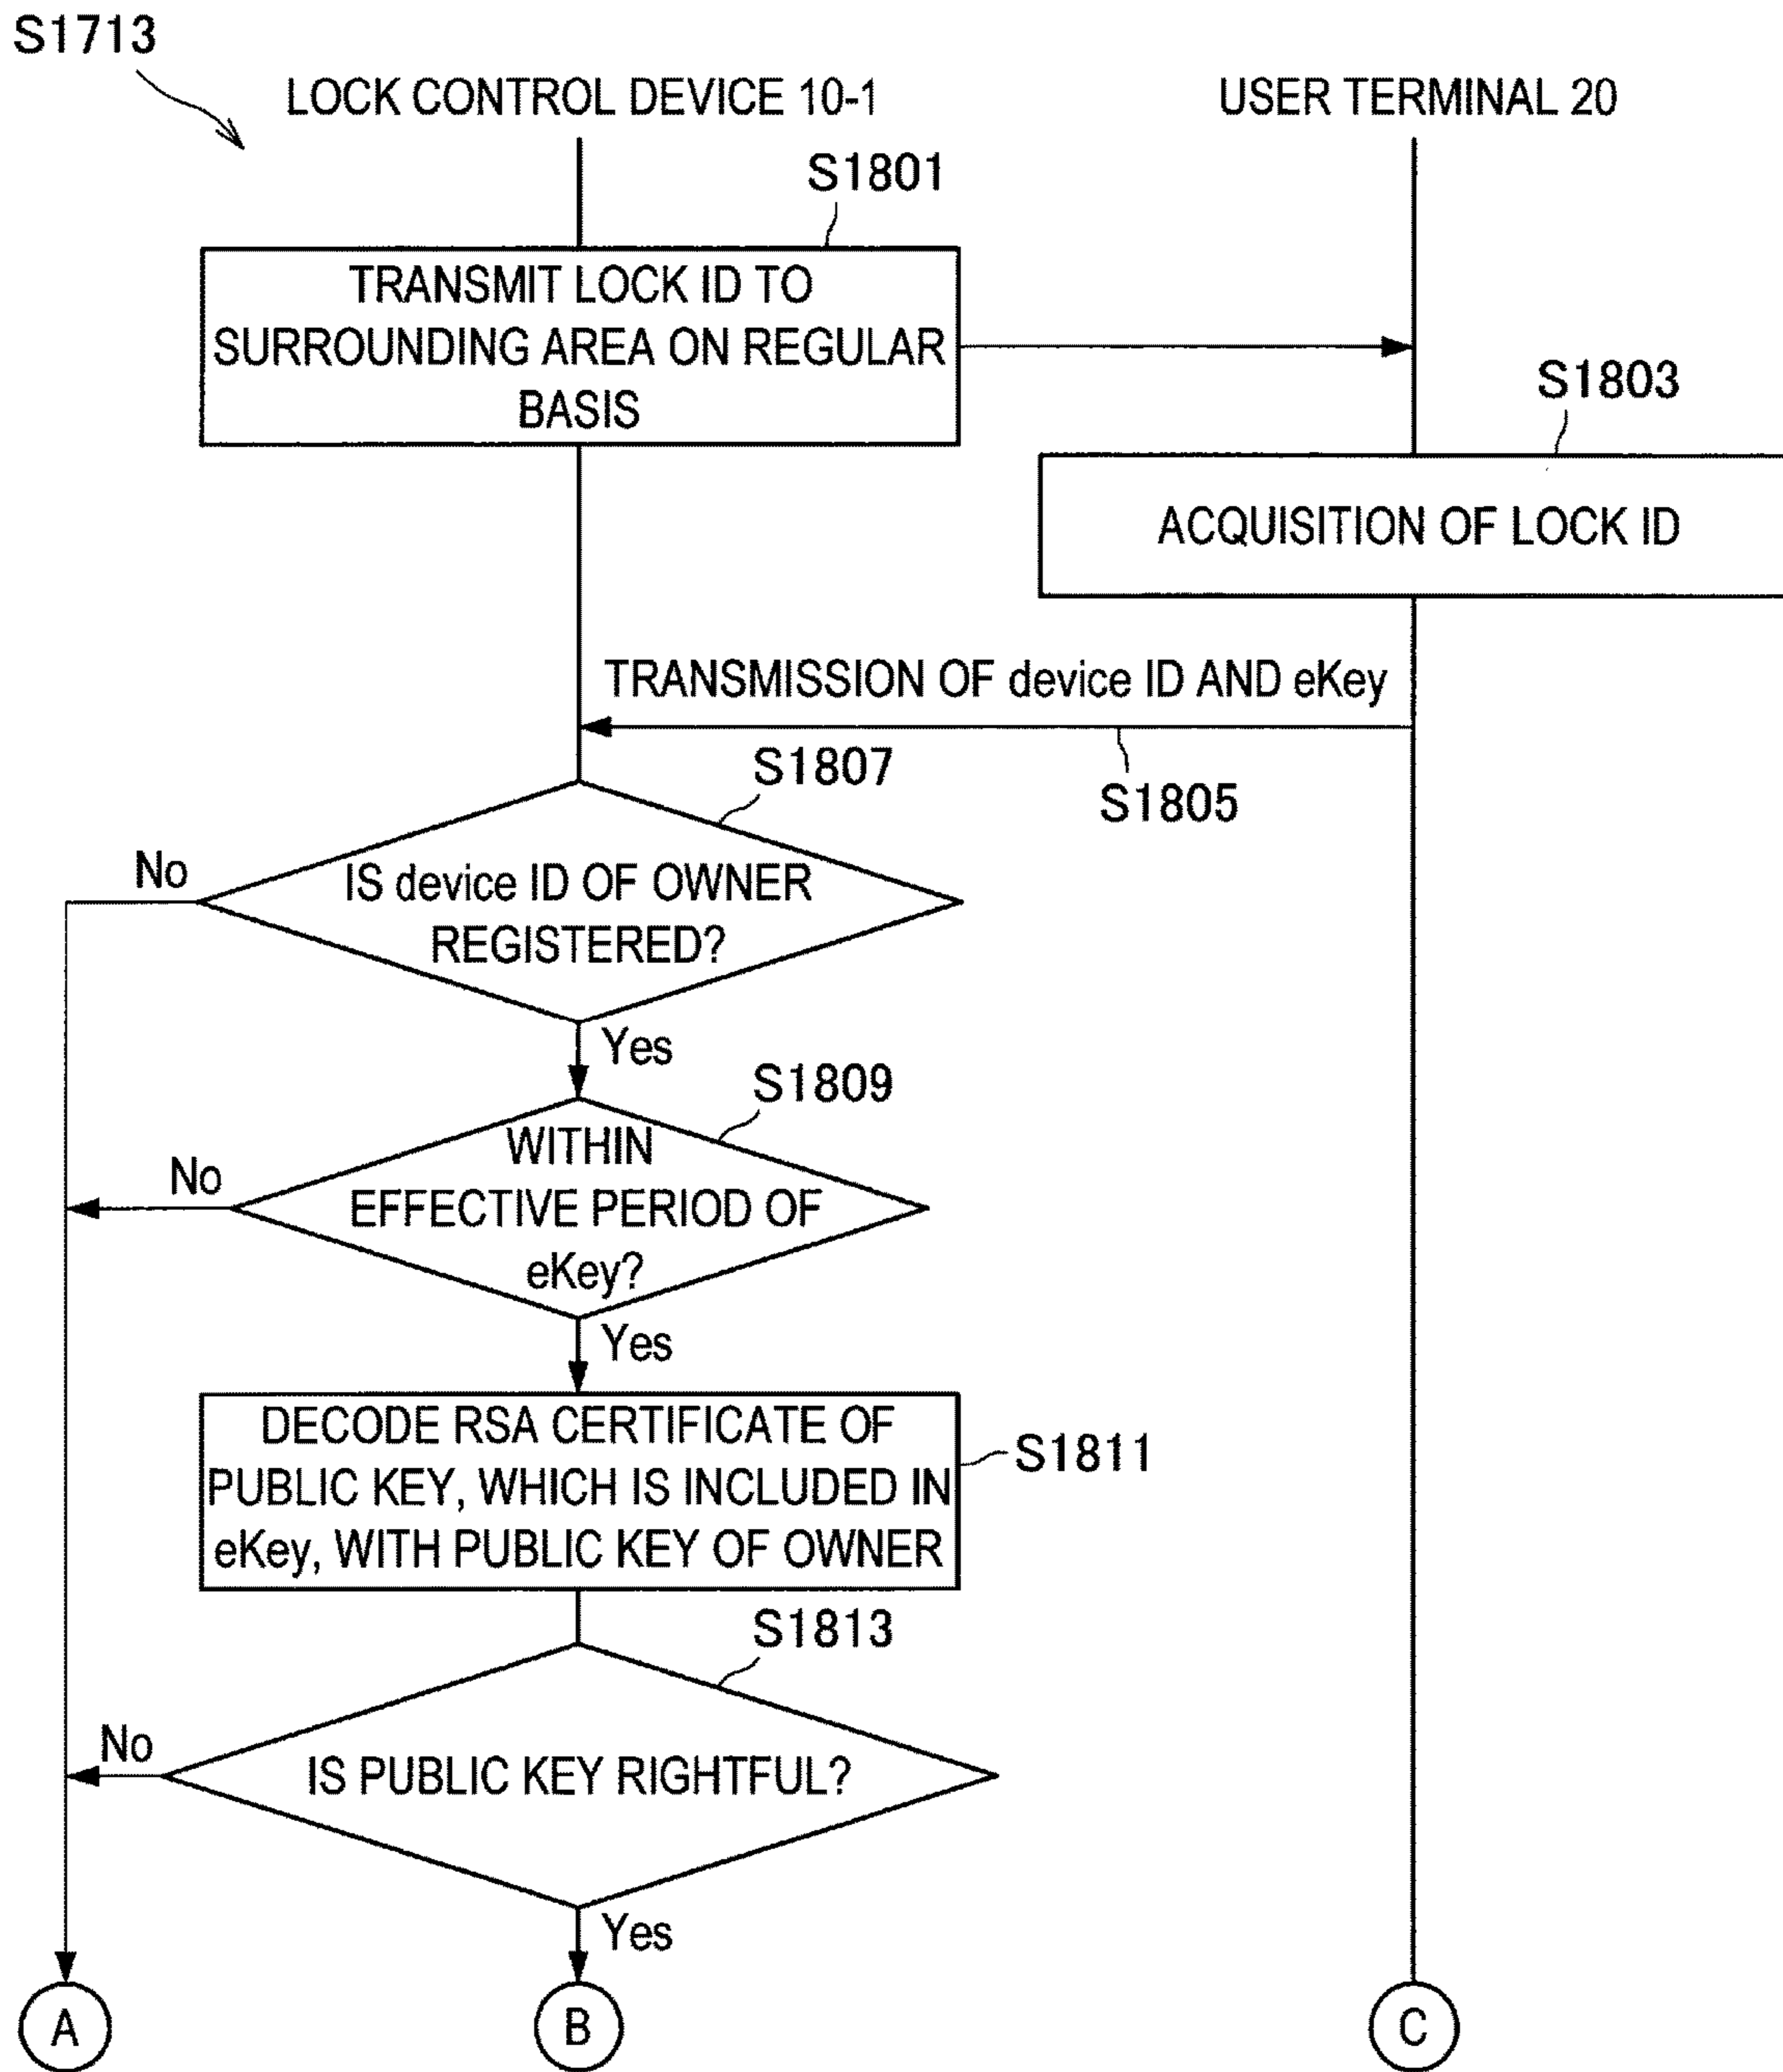 S1713
LOCK CONTROL DEVICE 10-1
USER TERMINAL 20
S1801
TRANSMIT LOCK ID TO
SURROUNDING AREA ON REGULAR
BASIS
S1803
ACQUISITION OF LOCK ID
TRANSMISSION OF device ID AND eKey
S1805
S1807
IS device ID OF OWNER
REGISTERED?
No
Yes
S1809
WITHIN
EFFECTIVE PERIOD OF
eKey?
No
Yes
DECODE RSA CERTIFICATE OF
PUBLIC KEY, WHICH IS INCLUDED IN
eKey, WITH PUBLIC KEY OF OWNER
S1811
S1813
No
IS PUBLIC KEY RIGHTFUL?
Yes
A
B
C